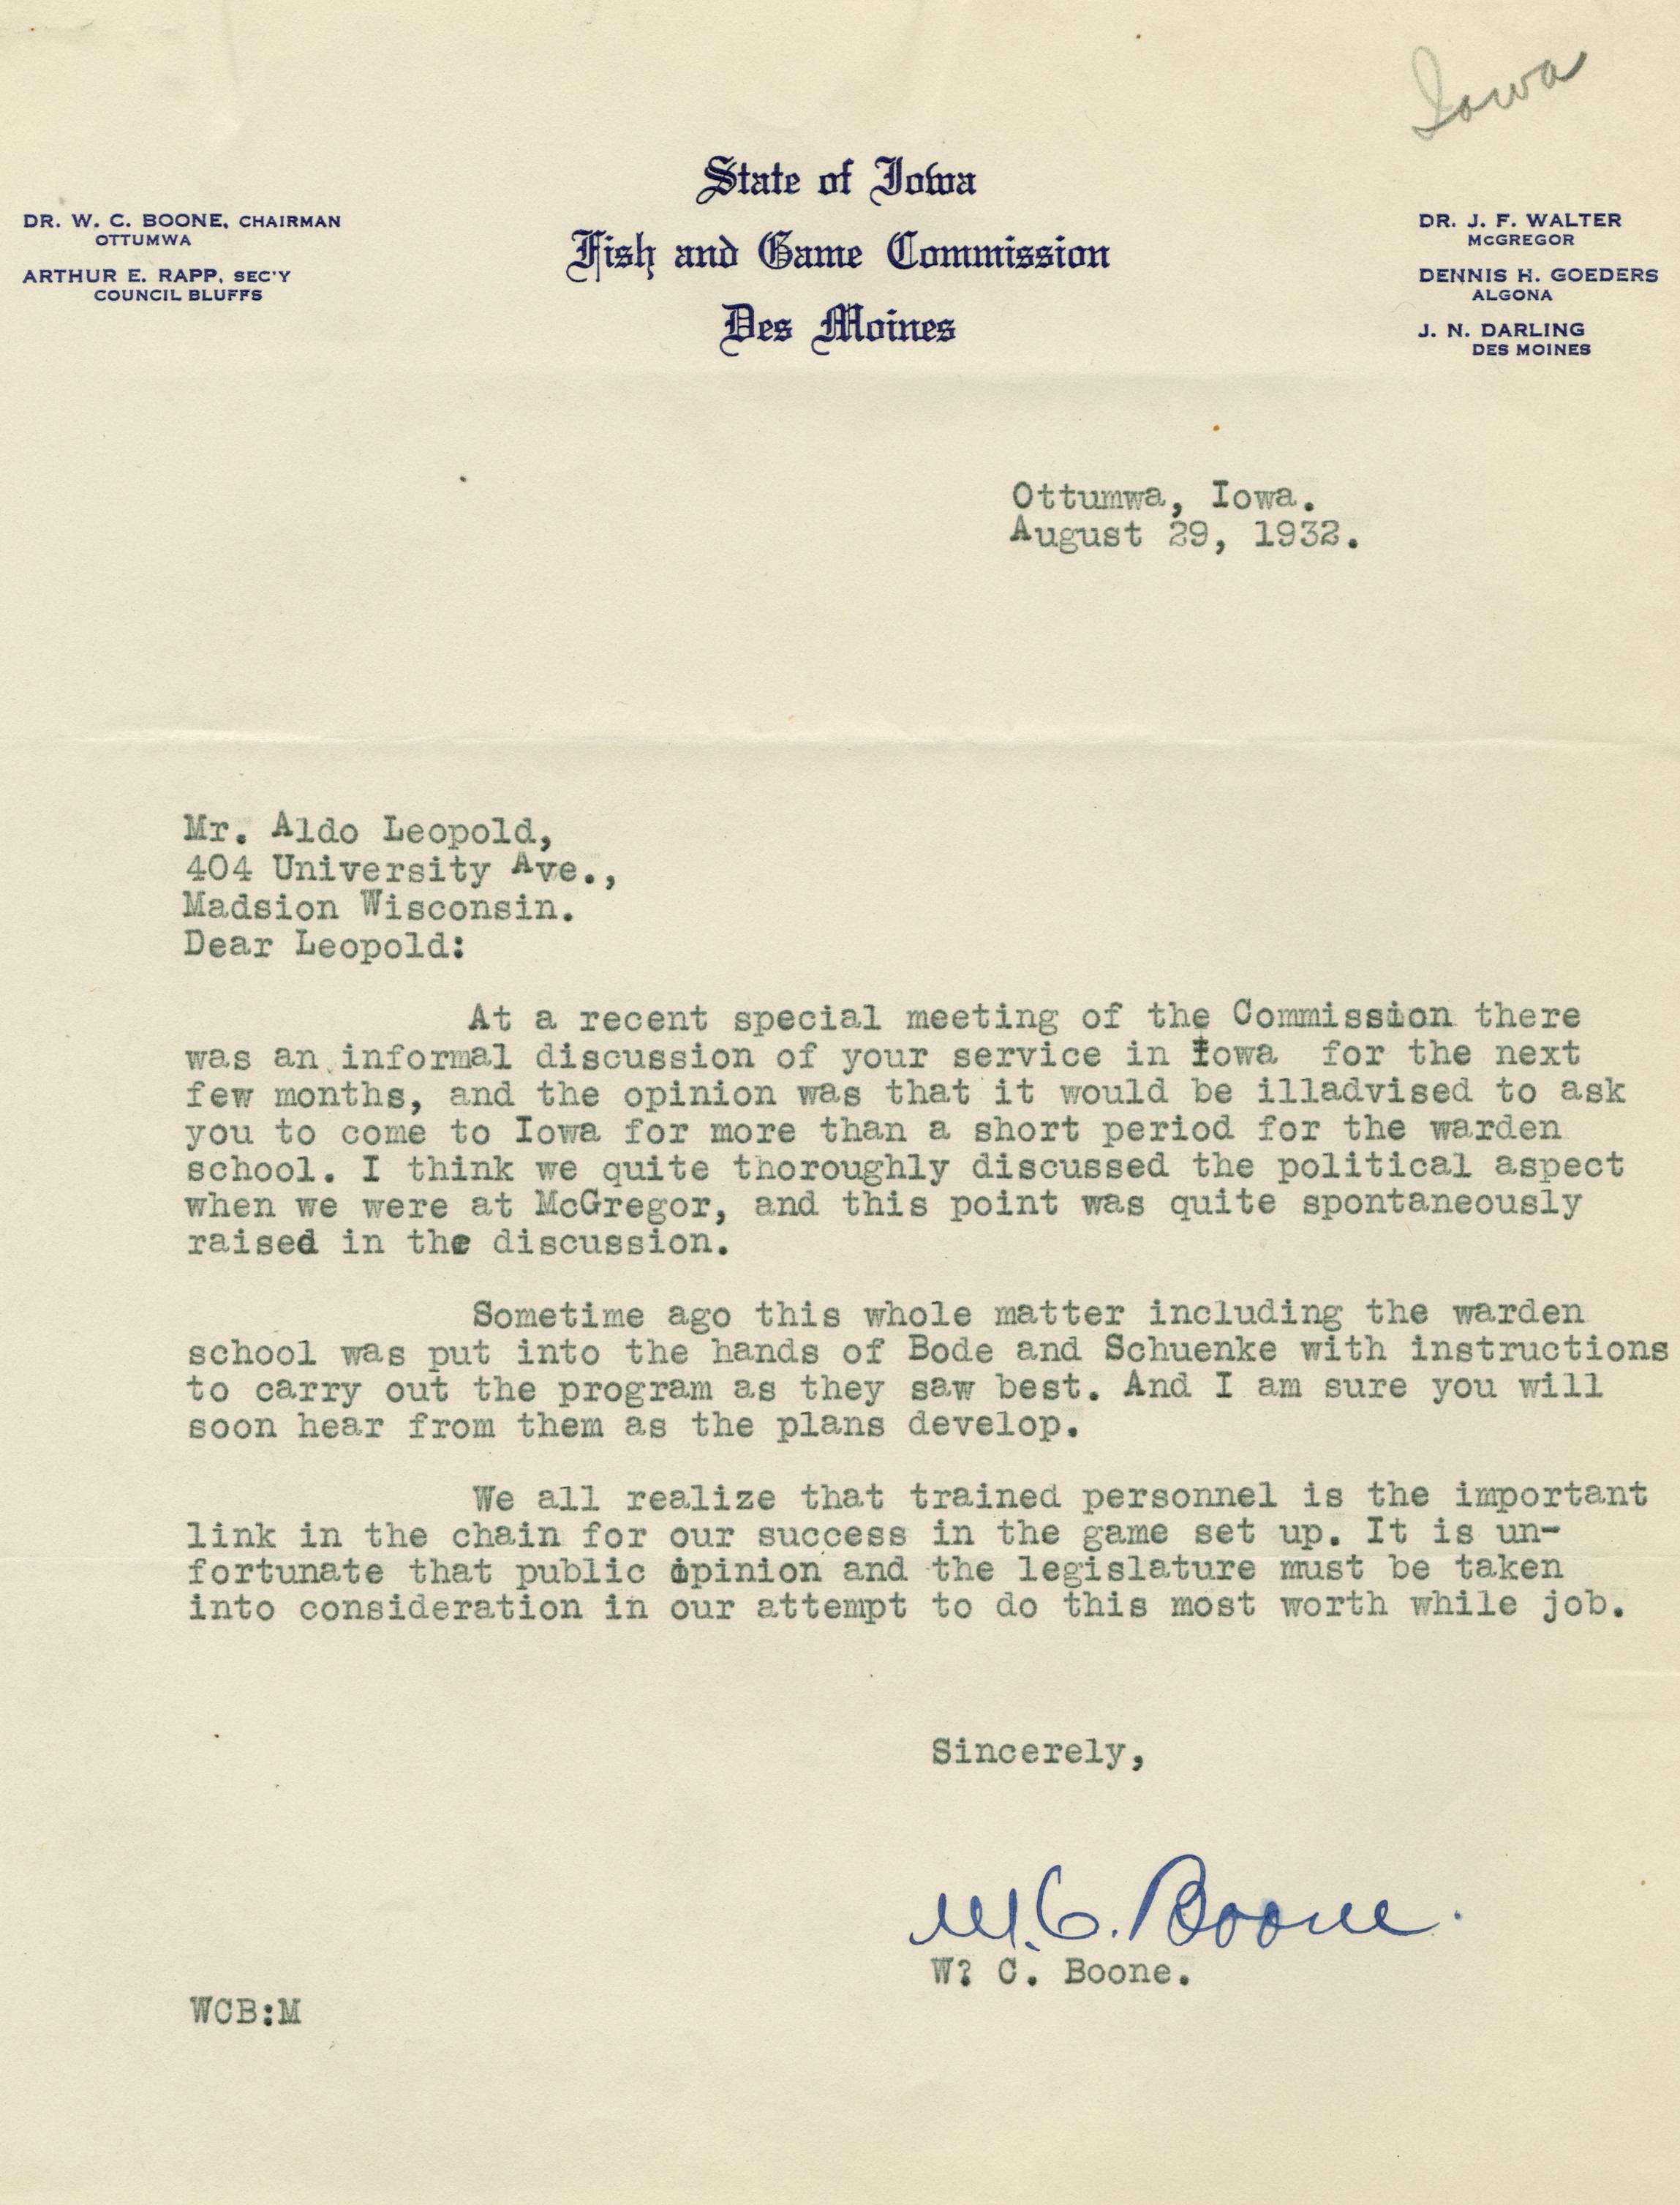 Iowa
State of Iowa
Fish and Game Commission
Des Moines
DR. W. C. BOONE, CHAIRMAN
OTTUMWA
ARTHUR E. RAPP, SEC'Y
COUNCIL BLUFFS
DR. J. F. WALTER
McGREGOR
DENNIS H. GOEDERS
ALGONA
J. N. DARLING
DES MOINES
Ottumwa, Iowa.
August 29, 1932.
Mr. Aldo Leopold,
404 University Ave.,
Madsion Wisconsin.
Dear Leopold:
At a recent special meeting of the Commission there
was an informal discussion of your service in Iowa for the next
few months, and the opinion was that it would be illadvised to ask
you to come to Iowa for more than a short period for the warden
school. I think we quite thoroughly discussed the political aspect
when we were at McGregor, and this point was quite spontaneously
raised in the discussion.
Sometime ago this whole matter including the warden
school was put into the hands of Bode and Schuenke with instructions
to carry out the program as they saw best. And I am sure you will
soon hear from them as the plans develop.
We all realize that trained personnel is the important
link in the chain for our success in the game set up. It is un-
fortunate that public opinion and the legislature must be taken
into consideration in our attempt to do this most worth while job.
Sincerely,
W. C. Boone.
W? C. Boone.
WCB:M